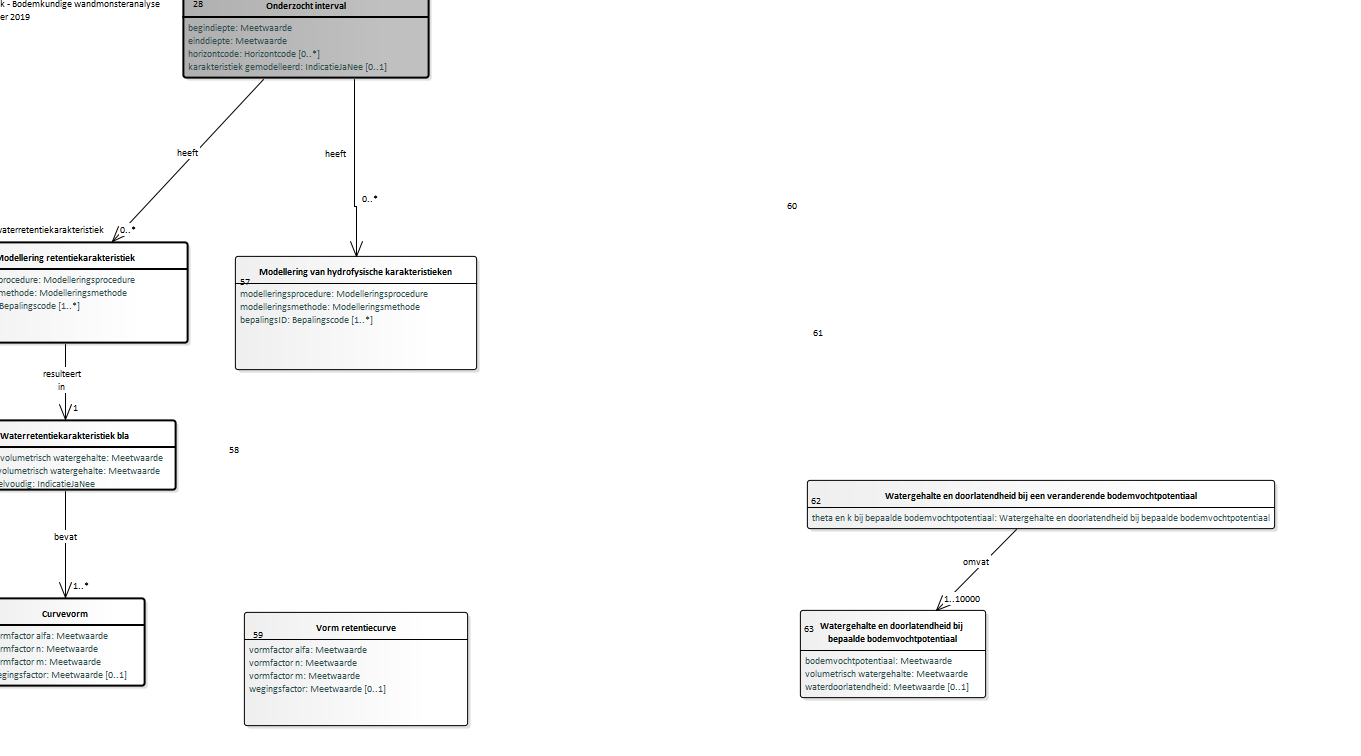 k - Bodemkundige wandmonsteranalyse
er 2019
28
Onderzocht interval
begindiepte: Meetwaarde
einddiepte: Meetwaarde
horizontcode: Horizontcode [0..*]
karakteristiek gemodelleerd: IndicatieJaNee [0..1]
heeft
heeft
0..*
waterretentiekarakteristiek
0..*
Modellering retentiekarakteristiek
procedure: Modelleringsprocedure
methode: Modelleringsmethode
Bepalingscode [1..*]
Modellering van hydrofysische karakteristieken
57
modelleringsprocedure: Modelleringsprocedure
modelleringsmethode: Modelleringsmethode
bepalingsID: Bepalingscode [1..*]
60
61
resulteert
in
1
Waterretentiekarakteristiek bla
volumetrisch watergehalte: Meetwaarde
volumetrisch watergehalte: Meetwaarde
elvoudig: IndicatieJaNee
58
62
Watergehalte en doorlatendheid bij een veranderende bodemvochtpotentiaal
theta en k bij bepaalde bodemvochtpotentiaal: Watergehalte en doorlatendheid bij bepaalde bodemvochtpotentiaal
bevat
1..*
omvat
1..10000
Curvevorm
rmfactor alfa: Meetwaarde
rmfactor n: Meetwaarde
rmfactor m: Meetwaarde
egingsfactor: Meetwaarde [0..1]
59
Vorm retentiecurve
vormfactor alfa: Meetwaarde
vormfactor n: Meetwaarde
vormfactor m: Meetwaarde
wegingsfactor: Meetwaarde [0..1]
63
Watergehalte en doorlatendheid bij
bepaalde bodemvochtpotentiaal
bodemvochtpotentiaal: Meetwaarde
volumetrisch watergehalte: Meetwaarde
waterdoorlatendheid: Meetwaarde [0..1]